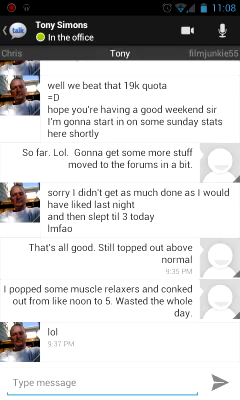 11:08
talk
Tony Simons
In the office
Chris
Tony
filmjunkie55
well we beat that 19k quota
=D
hope you're having a good weekend sir
I'm gonna start in on some sunday stats
here shortly
So far. Lol. Gonna get some more stuff
moved to the forums in a bit.
sorry I didn't get as much done as I would
have liked last night
and then slept til 3 today
lmfao
That's all good. Still topped out above
normal
9:35 PM
I popped some muscle relaxers and conked
out from like noon to 5. Wasted the whole
day.
lol
9:37 PM
Type message